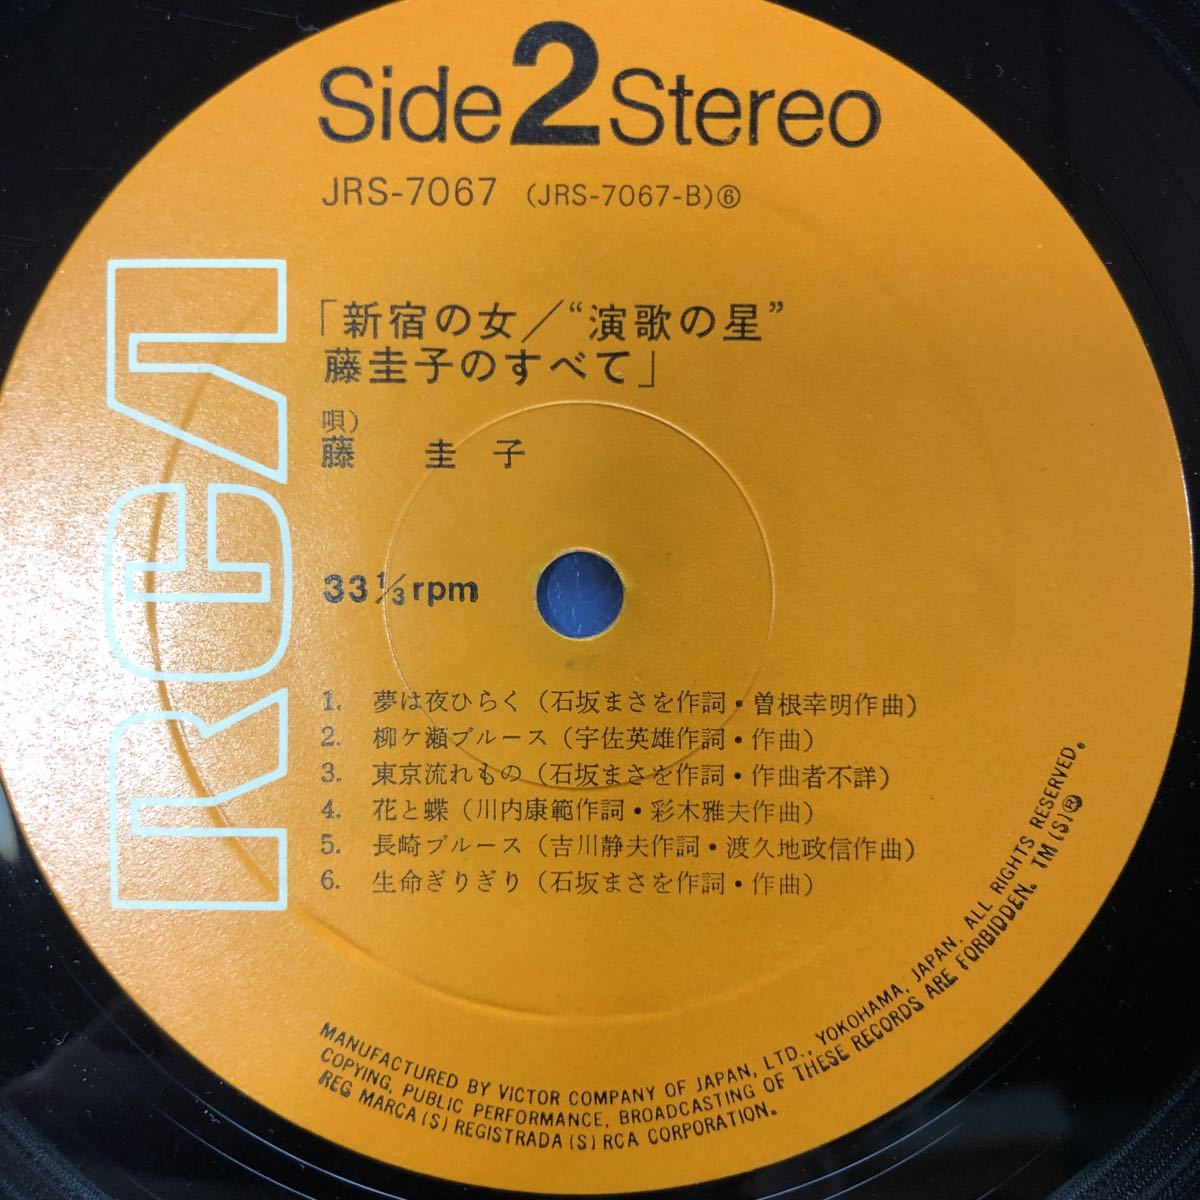 Side 2 Stereo
JRS-7067 (JRS-7067-B)⑥
RCA
「新宿の女/“演歌の星”
藤圭子のすべて」
唄)
藤 圭子
33 1/3 rpm
1. 夢は夜ひらく(石坂まさを作詞・曽根幸明作曲)
2. 柳ケ瀬ブルース(宇佐英雄作詞・作曲)
3. 東京流れもの(石坂まさを作詞・作曲者不詳)
4. 花と蝶(川内康範作詞・彩木雅夫作曲)
5. 長崎ブルース(吉川静夫作詞・渡久地政信作曲)
6. 生命ぎりぎり(石坂まさを作詞・作曲)
MANUFACTURED BY VICTOR COMPANY OF JAPAN, LTD., YOKOHAMA, JAPAN. ALL RIGHTS RESERVED.
COPYING, PUBLIC PERFORMANCE, BROADCASTING OF THESE RECORDS ARE FORBIDDEN. TM(S)®
REG MARCA(S) REGISTRADA(S) RCA CORPORATION.